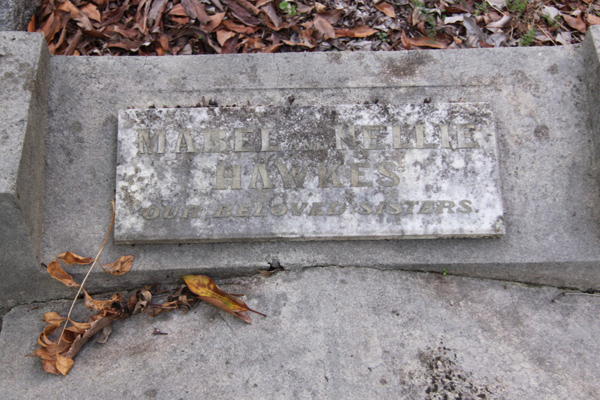 MABEL & NELLIE
HAWKES
OUR BELOVED SISTERS.